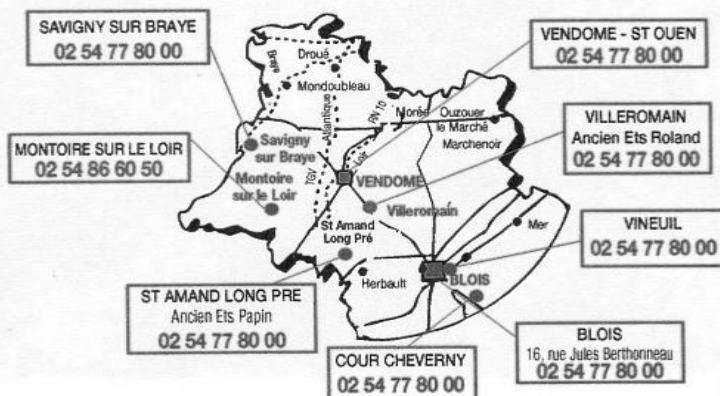 SAVIGNY SUR BRAYE
02 54 77 80 00
VENDOME - ST OUEN
02 54 77 80 00
VILLEROMAIN
Ancien Ets Roland
02 54 77 80 00
MONTOIRE SUR LE LOIR
02 54 86 60 50
VINEUIL
02 54 77 80 00
ST AMAND LONG PRE
Ancien Ets Papin
02 54 77 80 00
COUR CHEVERNY
02 54 77 80 00
BLOIS
16, rue Jules Berthonneau
02 54 77 80 00
Braye
Droué
Mondoubleau
Atlantique
RN 10
Morée
Ouzouer
le Marché
Marchenoir
Savigny
sur Braye
Loir
Montoire
sur le Loir
TGV
VENDOME
Villeromain
St Amand
Long Pré
Mer
Herbault
BLOIS